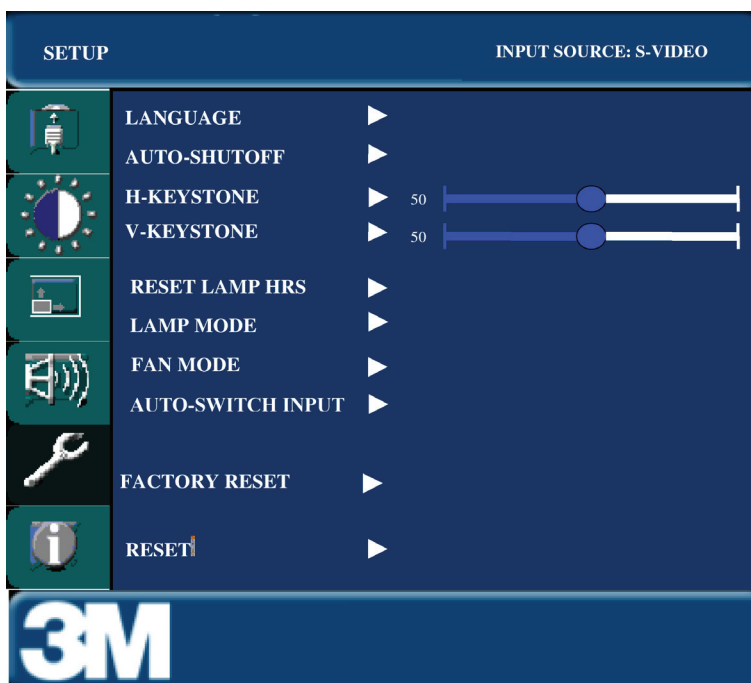 SETUP INPUT SOURCE: S-VIDEO
LANGUAGE
AUTO-SHUTOFF
H-KEYSTONE 50
V-KEYSTONE 50
RESET LAMP HRS
LAMP MODE
FAN MODE
AUTO-SWITCH INPUT
FACTORY RESET
RESET
i
3M